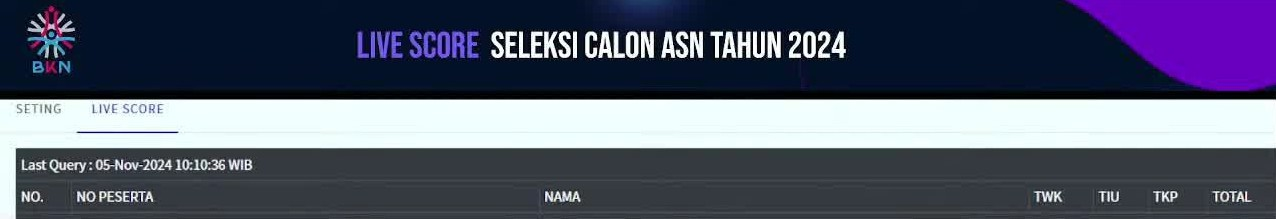 BKN
LIVE SCORE SELEKSI CALON ASN TAHUN 2024
SETING LIVE SCORE
Last Query : 05-Nov-2024 10:10:36 WIB
NO. NO PESERTA NAMA TWK TIU TKP TOTAL